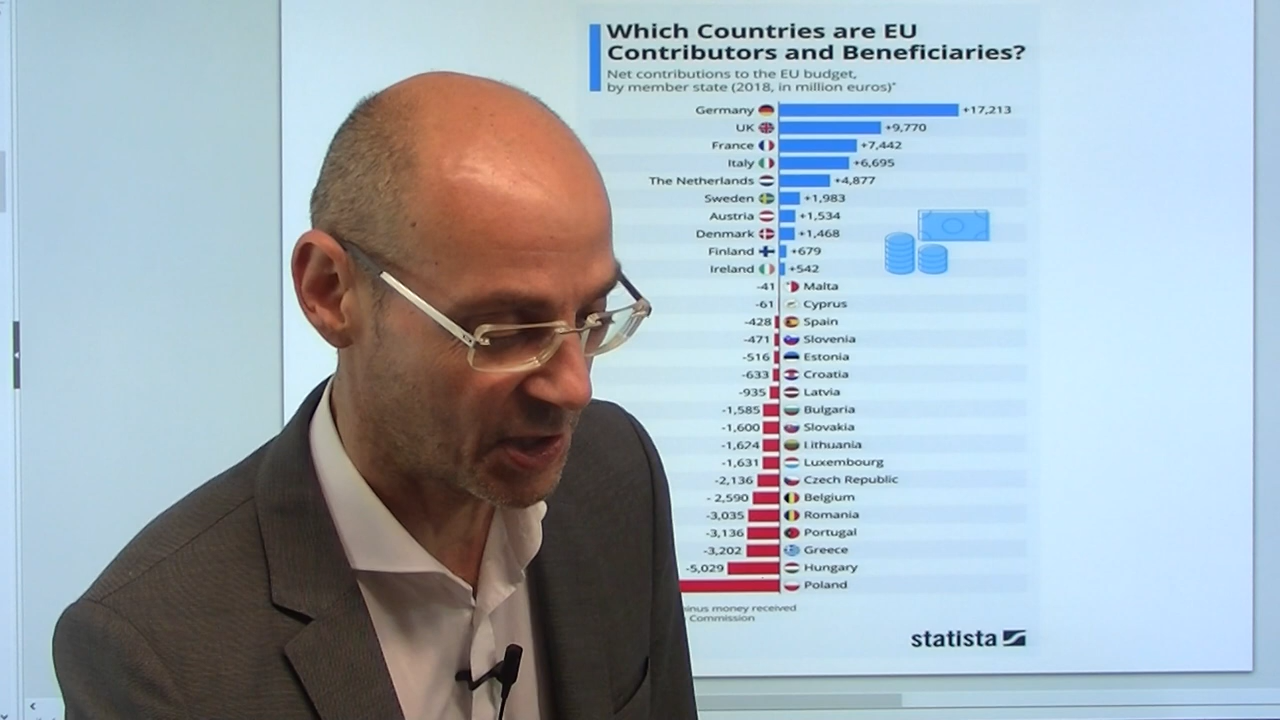 Which Countries are EU
Contributors and Beneficiaries?
Net contributions to the EU budget,
by member state (2018, in million euros)*
Germany +17,213
UK +9,770
France +7,442
Italy +6,695
The Netherlands +4,877
Sweden +1,983
Austria +1,534
Denmark +1,468
Finland +679
Ireland +542
-41 Malta
-61 Cyprus
-428 Spain
-471 Slovenia
-516 Estonia
-633 Croatia
-935 Latvia
-1,585 Bulgaria
-1,600 Slovakia
-1,624 Lithuania
-1,631 Luxembourg
-2,136 Czech Republic
- 2,590 Belgium
-3,035 Romania
-3,136 Portugal
-3,202 Greece
-5,029 Hungary
Poland
money received
Commission
statista